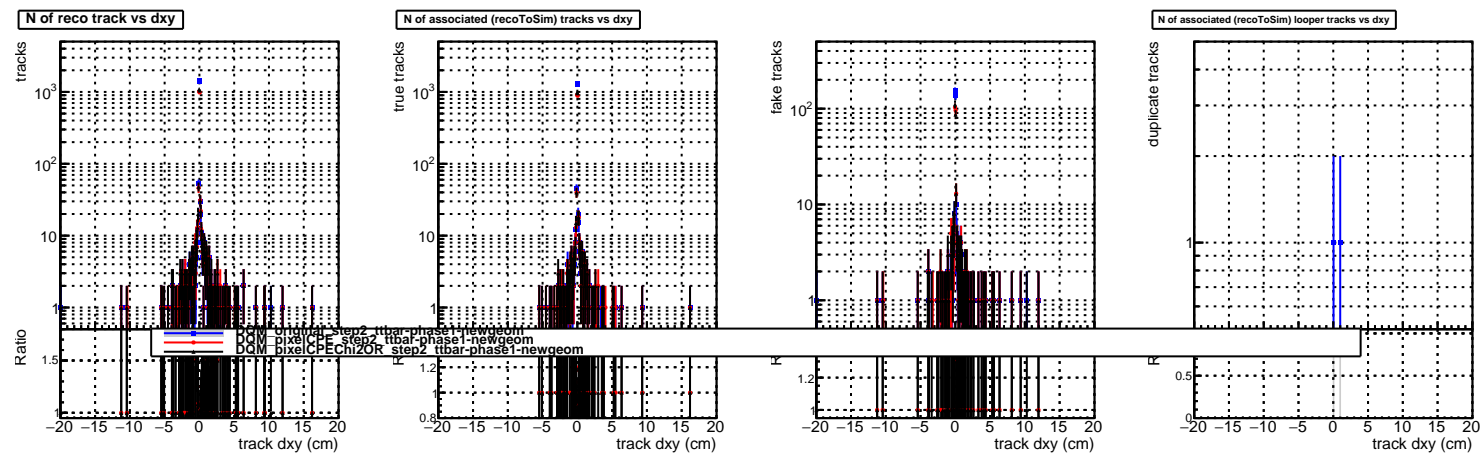 N of reco track vs dxy
tracks
10³
10²
10
1
Ratio
1.5
1
−20 −15 −10 −5 0 5 10 15 20
track dxy (cm)
N of associated (recoToSim) tracks vs dxy
true tracks
10³
10²
10
1
R
1.2
1
0.8
−20 −15 −10 −5 0 5 10 15 20
track dxy (cm)
fake tracks
10²
10
1
R
1.2
1
−20 −15 −10 −5 0 5 10 15 20
track dxy (cm)
N of associated (recoToSim) looper tracks vs dxy
duplicate tracks
1
R
0.5
0
−20 −15 −10 −5 0 5 10 15 20
track dxy (cm)
DQM_original_step2_ttbar-phase1-newgeom
DQM_pixelCPE_step2_ttbar-phase1-newgeom
DQM_pixelCPEChi2OR_step2_ttbar-phase1-newgeom